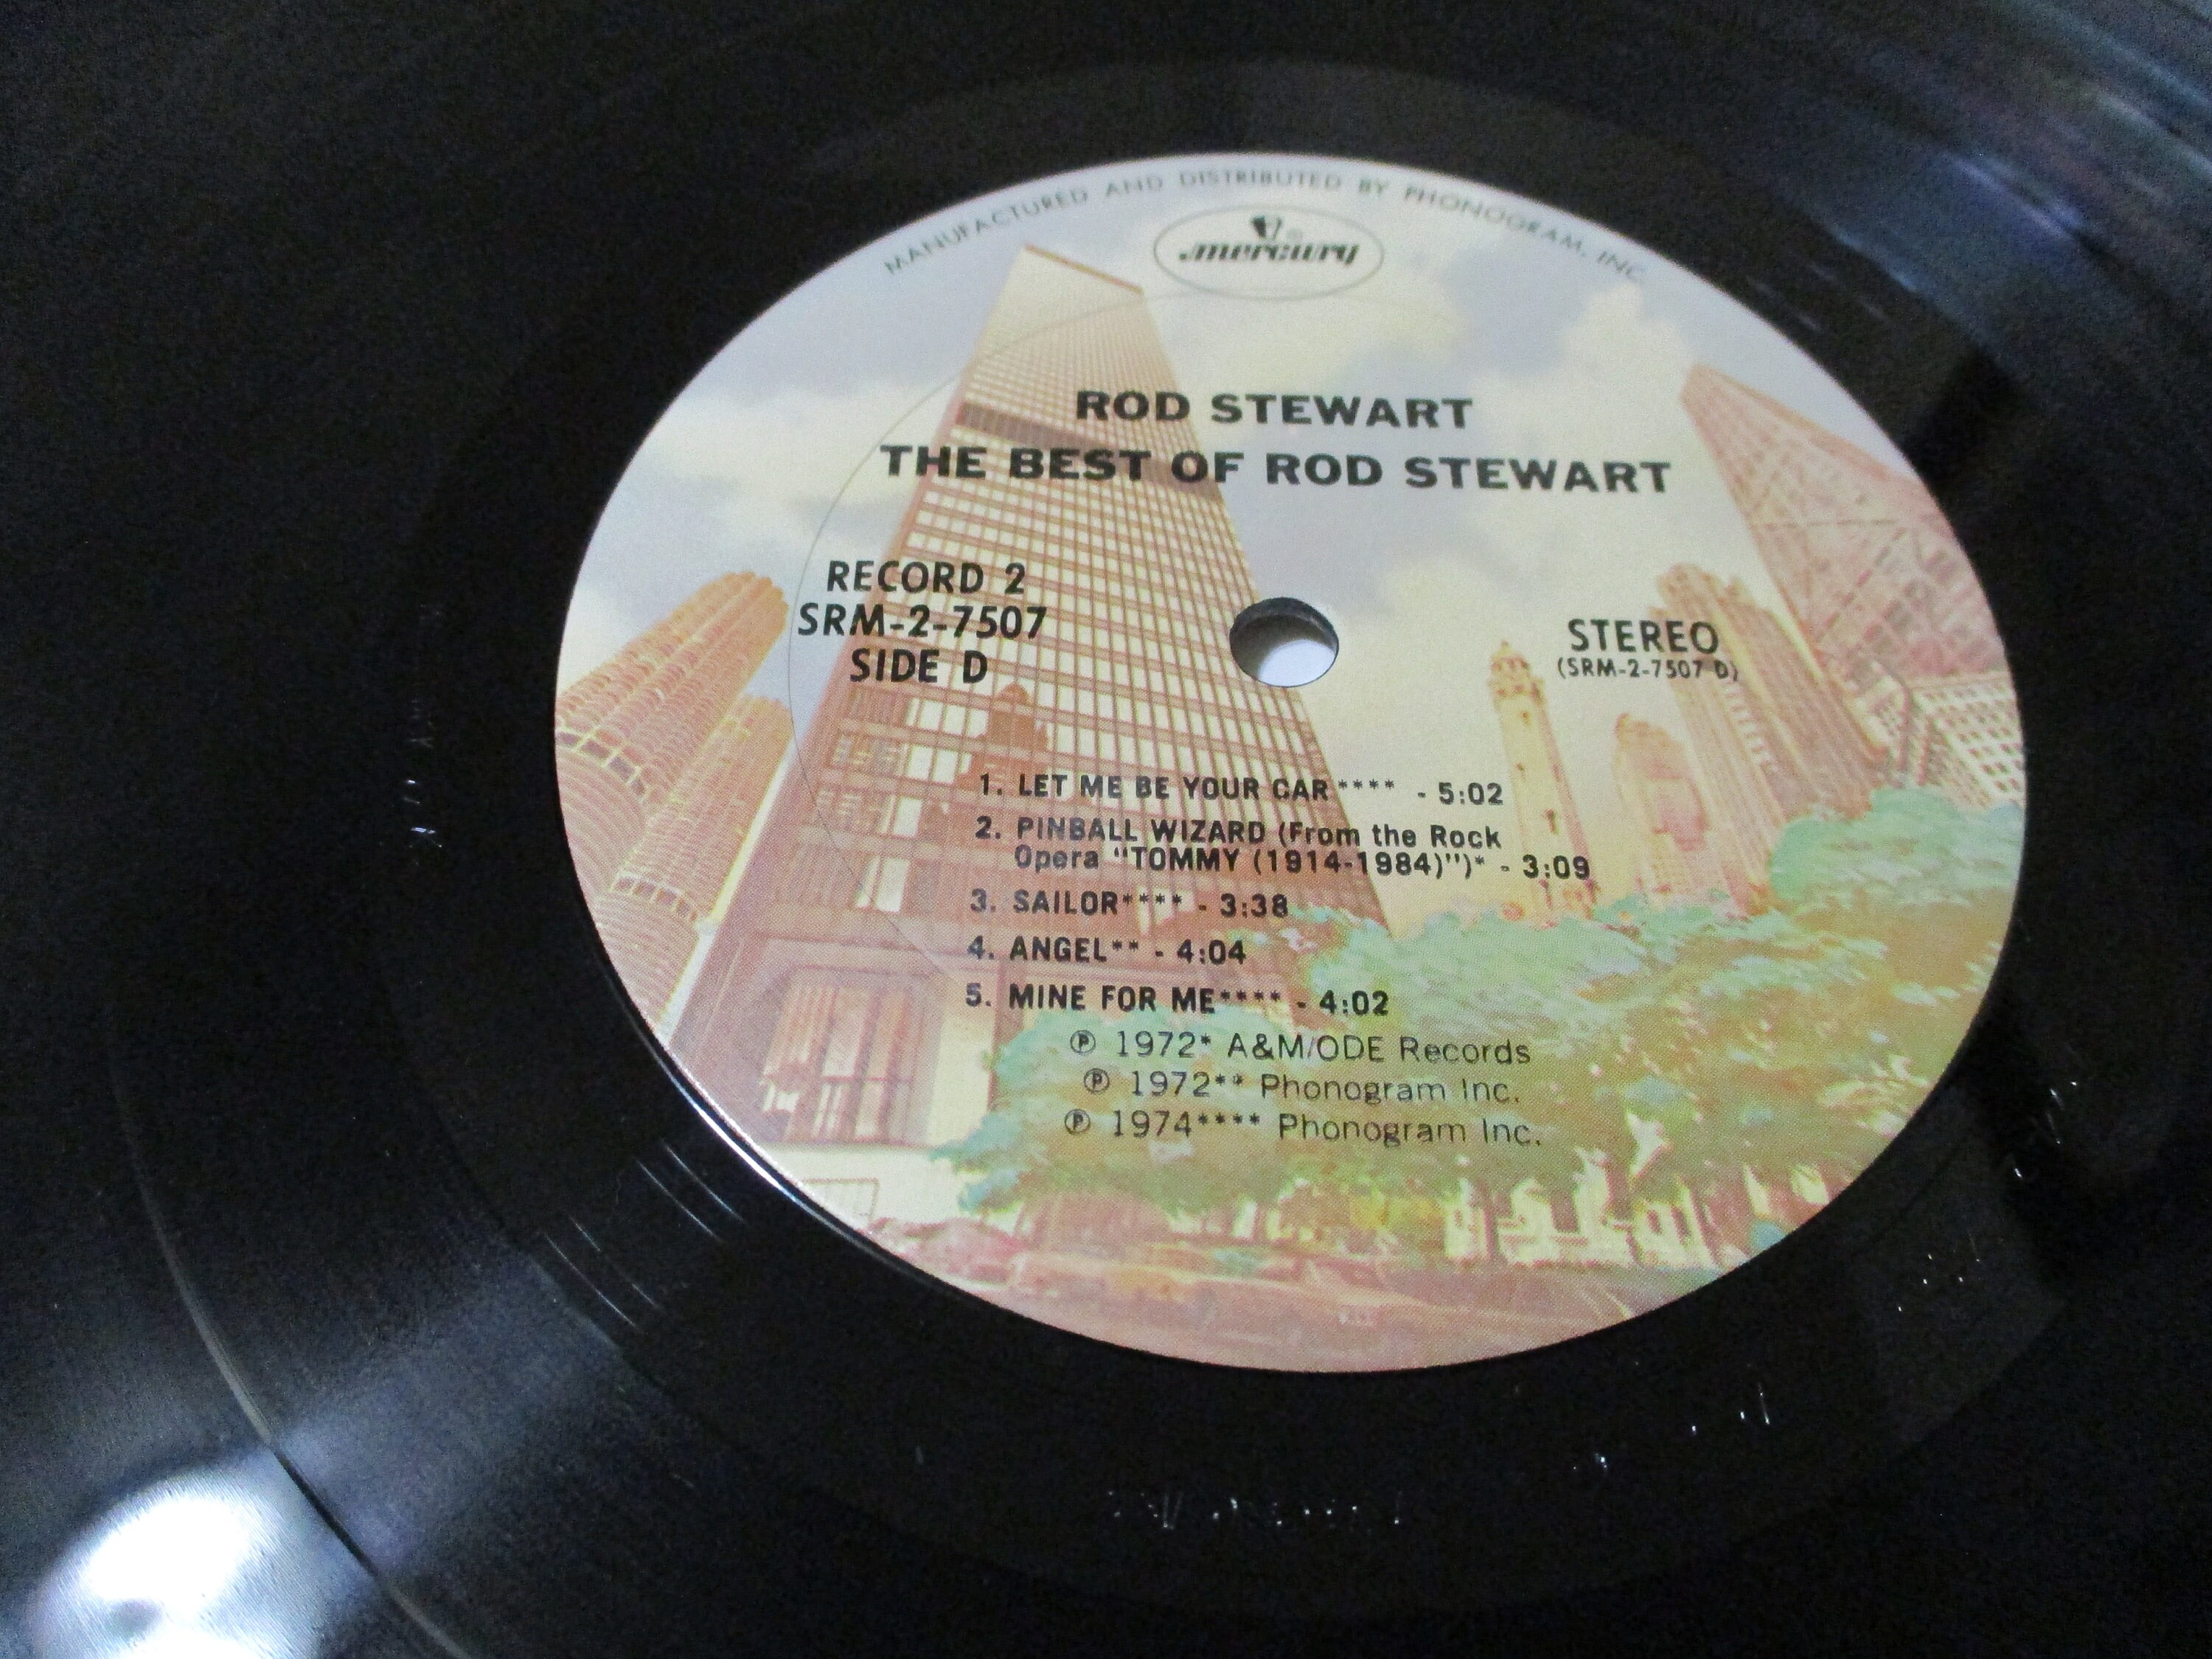 MANUFACTURED AND DISTRIBUTED BY PHONOGRAM, INC.
mercury
®
ROD STEWART
THE BEST OF ROD STEWART
RECORD 2
SRM-2-7507
SIDE D
STEREO
(SRM-2-7507 D)
1. LET ME BE YOUR CAR**** - 5:02
2. PINBALL WIZARD (From the Rock
Opera "TOMMY (1914-1984)")* - 3:09
3. SAILOR**** - 3:38
4. ANGEL** - 4:04
5. MINE FOR ME**** - 4:02
℗ 1972* A&M/ODE Records
℗ 1972** Phonogram Inc.
℗ 1974**** Phonogram Inc.